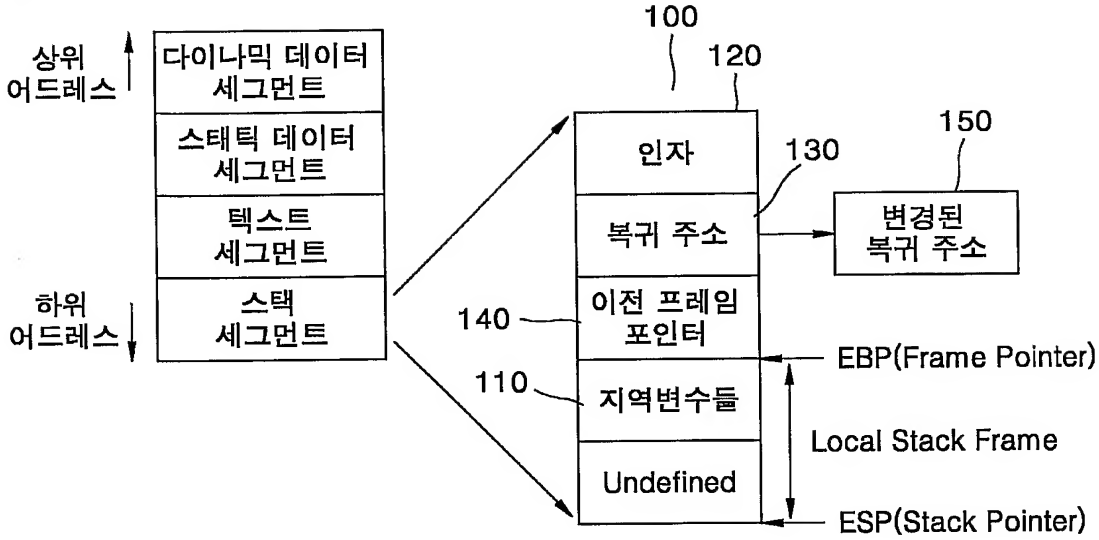 상위
어드레스
다이나믹 데이터
세그먼트
스태틱 데이터
세그먼트
텍스트
세그먼트
하위
어드레스
스택
세그먼트
100
120
인자
130
복귀 주소
150
변경된
복귀 주소
140
이전 프레임
포인터
EBP(Frame Pointer)
110
지역변수들
Local Stack Frame
Undefined
ESP(Stack Pointer)